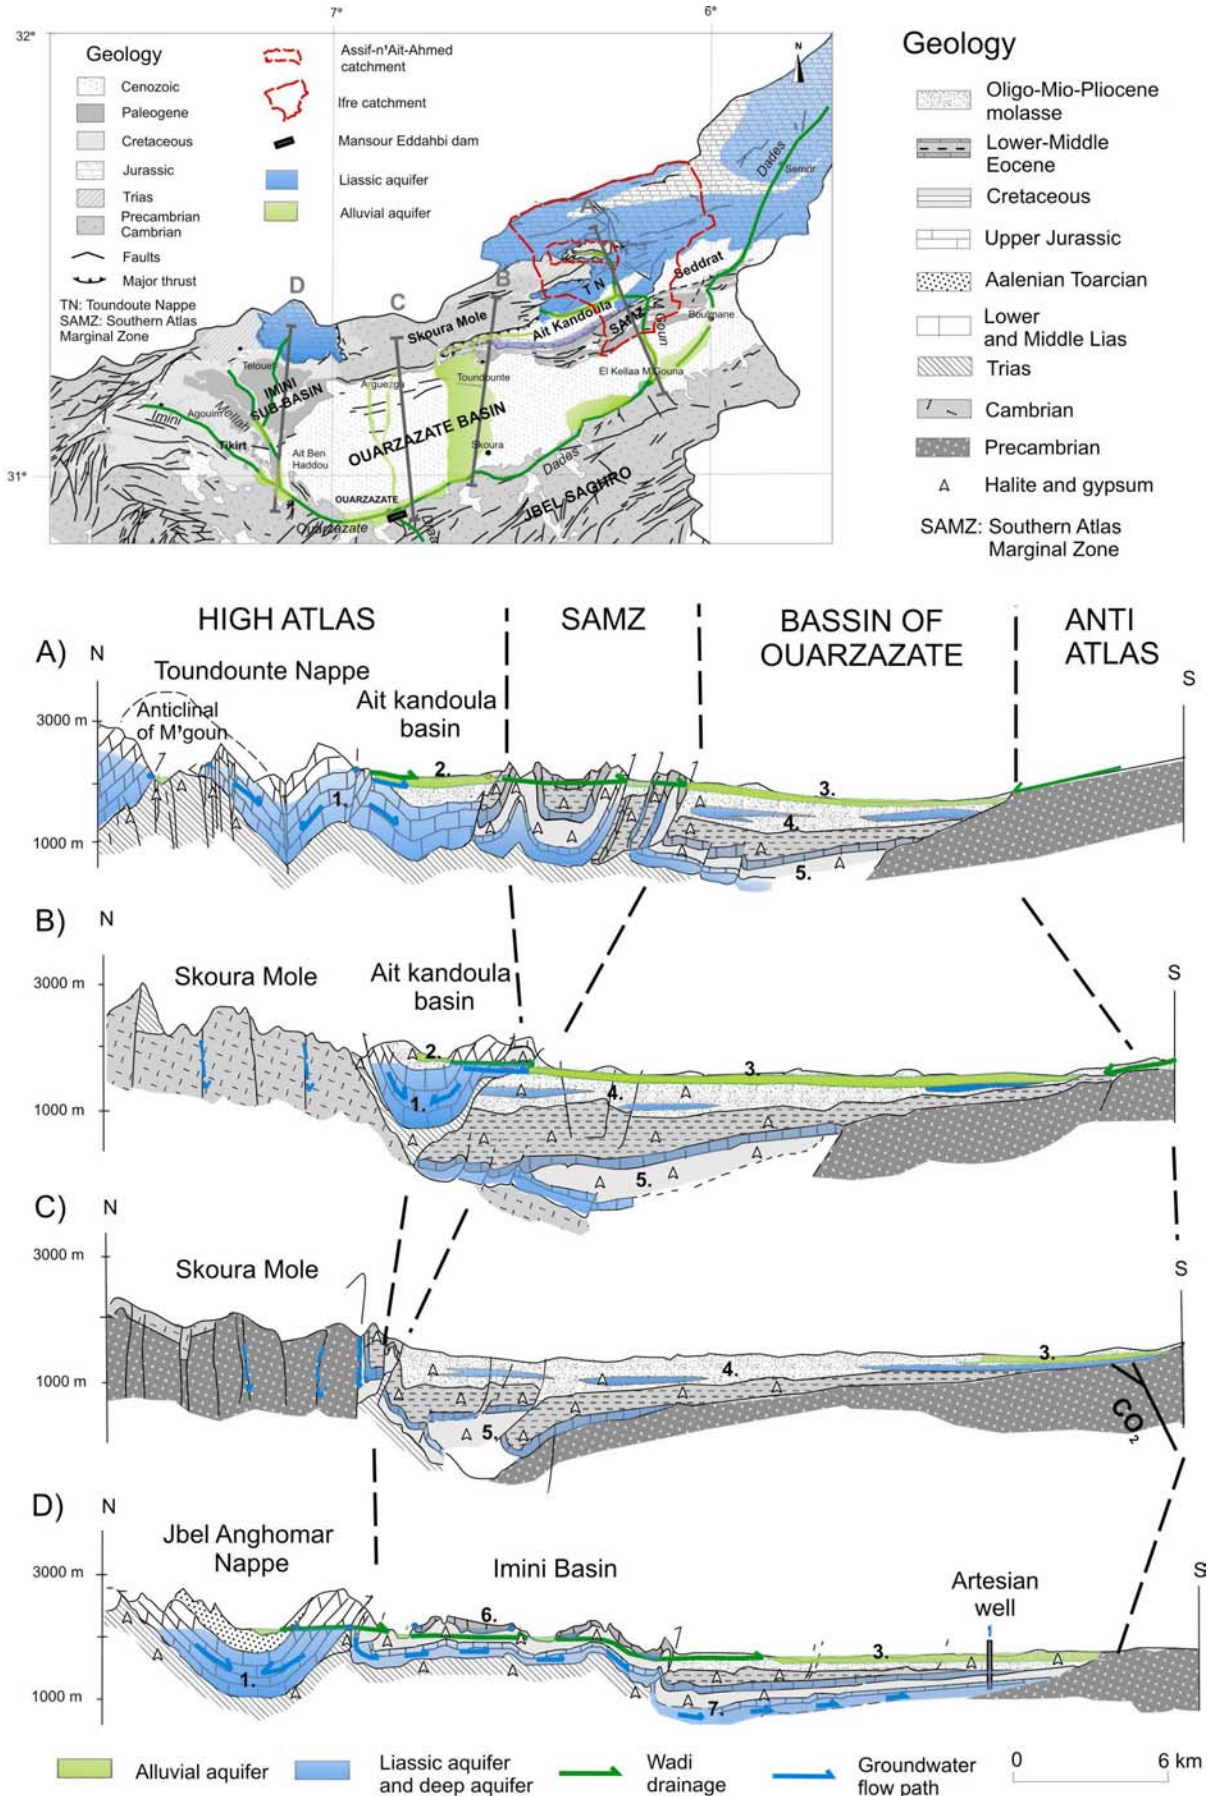 7°
6°
32°
31°
Geology
Cenozoic
Paleogene
Cretaceous
Jurassic
Trias
Precambrian
Cambrian
Faults
Major thrust
TN: Toundoute Nappe
SAMZ: Southern Atlas
Marginal Zone
Assif-n'Ait-Ahmed
catchment
Ifre catchment
Mansour Eddahbi dam
Liassic aquifer
Alluvial aquifer
N
Dades
Semrir
A
B
C
D
T N
Seddrat
Skoura Mole
Ait Kandoula
SAMZ
M'Goun
Boumane
Telouet
IMINI
SUB-BASIN
Arguezga
Toundounte
El Kellaa M'Gouna
Imini
Agouim
Mellah
Tikirt
Ait Ben
Haddou
OUARZAZATE BASIN
Skoura
Dades
OUARZAZATE
Ouarzazate
Draa
JBEL SAGHRO
Geology
Oligo-Mio-Pliocene
molasse
Lower-Middle
Eocene
Cretaceous
Upper Jurassic
Aalenian Toarcian
Lower
and Middle Lias
Trias
Cambrian
Precambrian
Halite and gypsum
SAMZ: Southern Atlas
Marginal Zone
HIGH ATLAS
SAMZ
BASSIN OF
OUARZAZATE
ANTI
ATLAS
A)
N
S
Toundounte Nappe
Anticlinal
of M'goun
Ait kandoula
basin
3000 m
1000 m
1.
2.
3.
4.
5.
B)
N
S
Skoura Mole
Ait kandoula
basin
3000 m
1000 m
1.
2.
3.
4.
5.
C)
N
S
Skoura Mole
3000 m
1000 m
3.
4.
5.
CO2
D)
N
S
Jbel Anghomar
Nappe
Imini Basin
Artesian
well
1
3000 m
1000 m
1.
6.
3.
7.
Alluvial aquifer
Liassic aquifer
and deep aquifer
Wadi
drainage
Groundwater
flow path
0
6 km